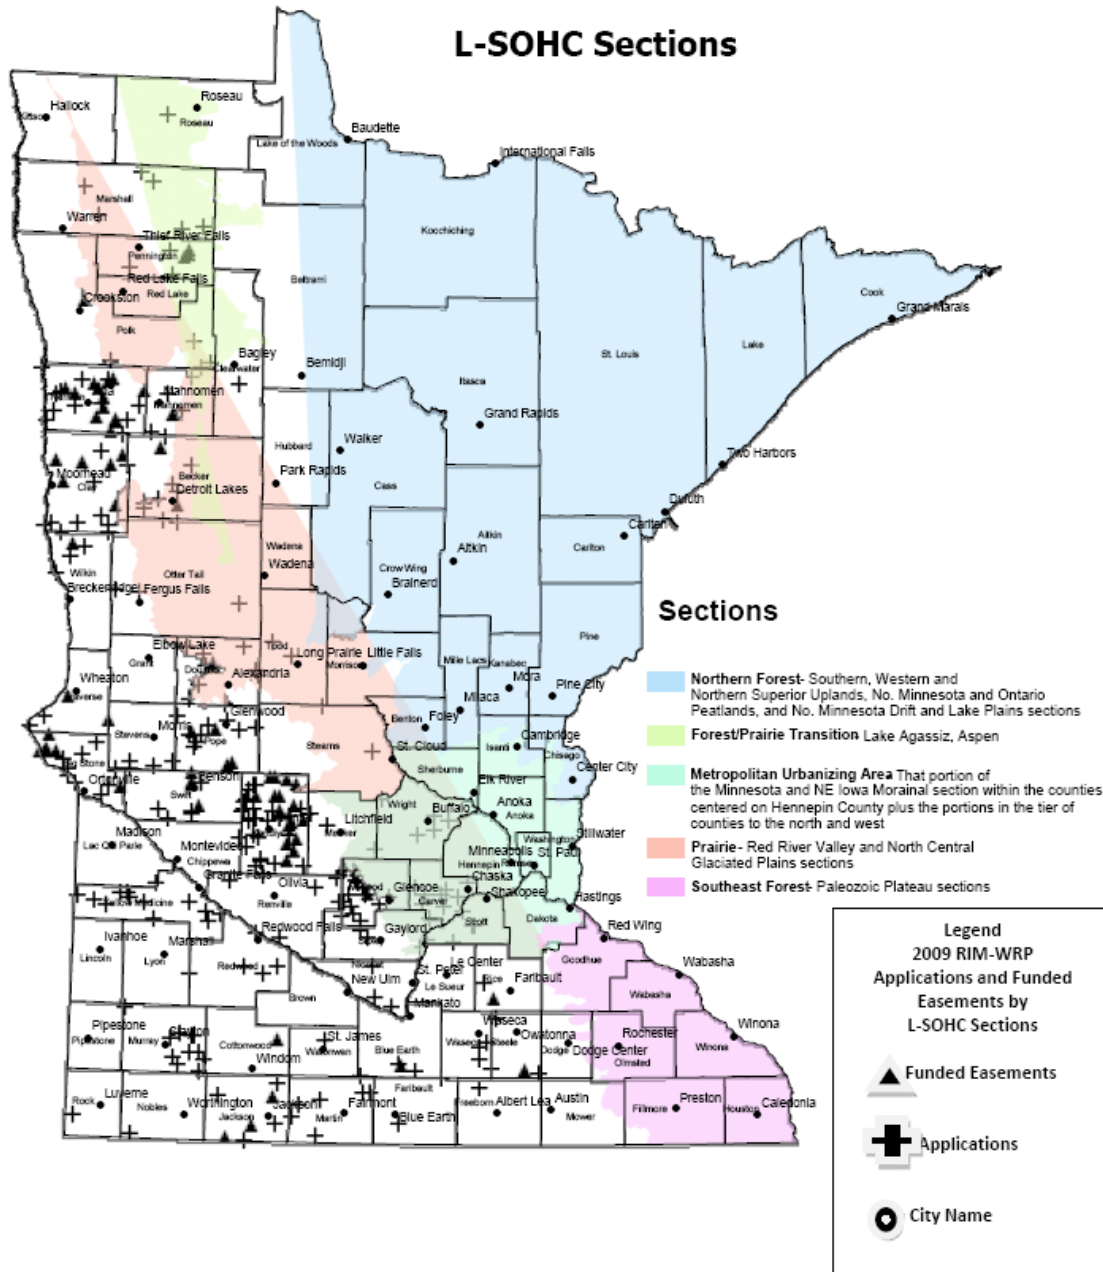 L-SOHC Sections
Hallock
Roseau
Roseau
Baudette
Lake of the Woods
International Falls
Marshall
Warren
Koochiching
Thief River Falls
Pennington
Red Lake Falls
Red Lake
Beltrami
Crookston
Cook
Grand Marais
Polk
Lake
St. Louis
Bagley
Clearwater
Bemidji
Itasca
Mahnomen
Grand Rapids
Hubbard
Walker
Two Harbors
Moorhead
Clay
Becker
Park Rapids
Detroit Lakes
Cass
Duluth
Carlton
Aitkin
Aitkin
Carlton
Wadena
Wadena
Wilkin
Otter Tail
Crow Wing
Brainerd
Breckenridge
Fergus Falls
Pine
Elbow Lake
Grant
Todd
Long Prairie
Little Falls
Morrison
Mille Lacs
Kanabec
Mora
Pine City
Wheaton
Alexandria
Milaca
Glenwood
Benton
Foley
Stevens
Morris
Pope
Stearns
St. Cloud
Isanti
Cambridge
Chisago
Center City
Sherburne
Elk River
Ortonville
Benson
Swift
Wright
Buffalo
Anoka
Anoka
Litchfield
Madison
Lac Qui Parle
Montevideo
Chippewa
Washington
Stillwater
Minneapolis
St. Paul
Hennepin
Chaska
Granite Falls
Olivia
Renville
Glencoe
Carver
Shakopee
Hastings
Yellow Medicine
Scott
Dakota
Ivanhoe
Lincoln
Marshall
Lyon
Redwood Falls
Redwood
Gaylord
Red Wing
Goodhue
Le Center
Le Sueur
St. Peter
Rice
Faribault
Wabasha
Wabasha
New Ulm
Brown
Mankato
Pipestone
Pipestone
Murray
Slayton
Cottonwood
Windom
St. James
Watonwan
Blue Earth
Waseca
Waseca
Steele
Owatonna
Dodge
Dodge Center
Rochester
Olmsted
Winona
Winona
Rock
Luverne
Nobles
Worthington
Jackson
Jackson
Martin
Fairmont
Faribault
Blue Earth
Freeborn
Albert Lea
Austin
Mower
Fillmore
Preston
Houston
Caledonia
Sections
Northern Forest- Southern, Western and
Northern Superior Uplands, No. Minnesota and Ontario
Peatlands, and No. Minnesota Drift and Lake Plains sections
Forest/Prairie Transition Lake Agassiz, Aspen
Metropolitan Urbanizing Area That portion of
the Minnesota and NE Iowa Morainal section within the counties
centered on Hennepin County plus the portions in the tier of
counties to the north and west
Prairie- Red River Valley and North Central
Glaciated Plains sections
Southeast Forest- Paleozoic Plateau sections
Legend
2009 RIM-WRP
Applications and Funded
Easements by
L-SOHC Sections
Funded Easements
Applications
City Name